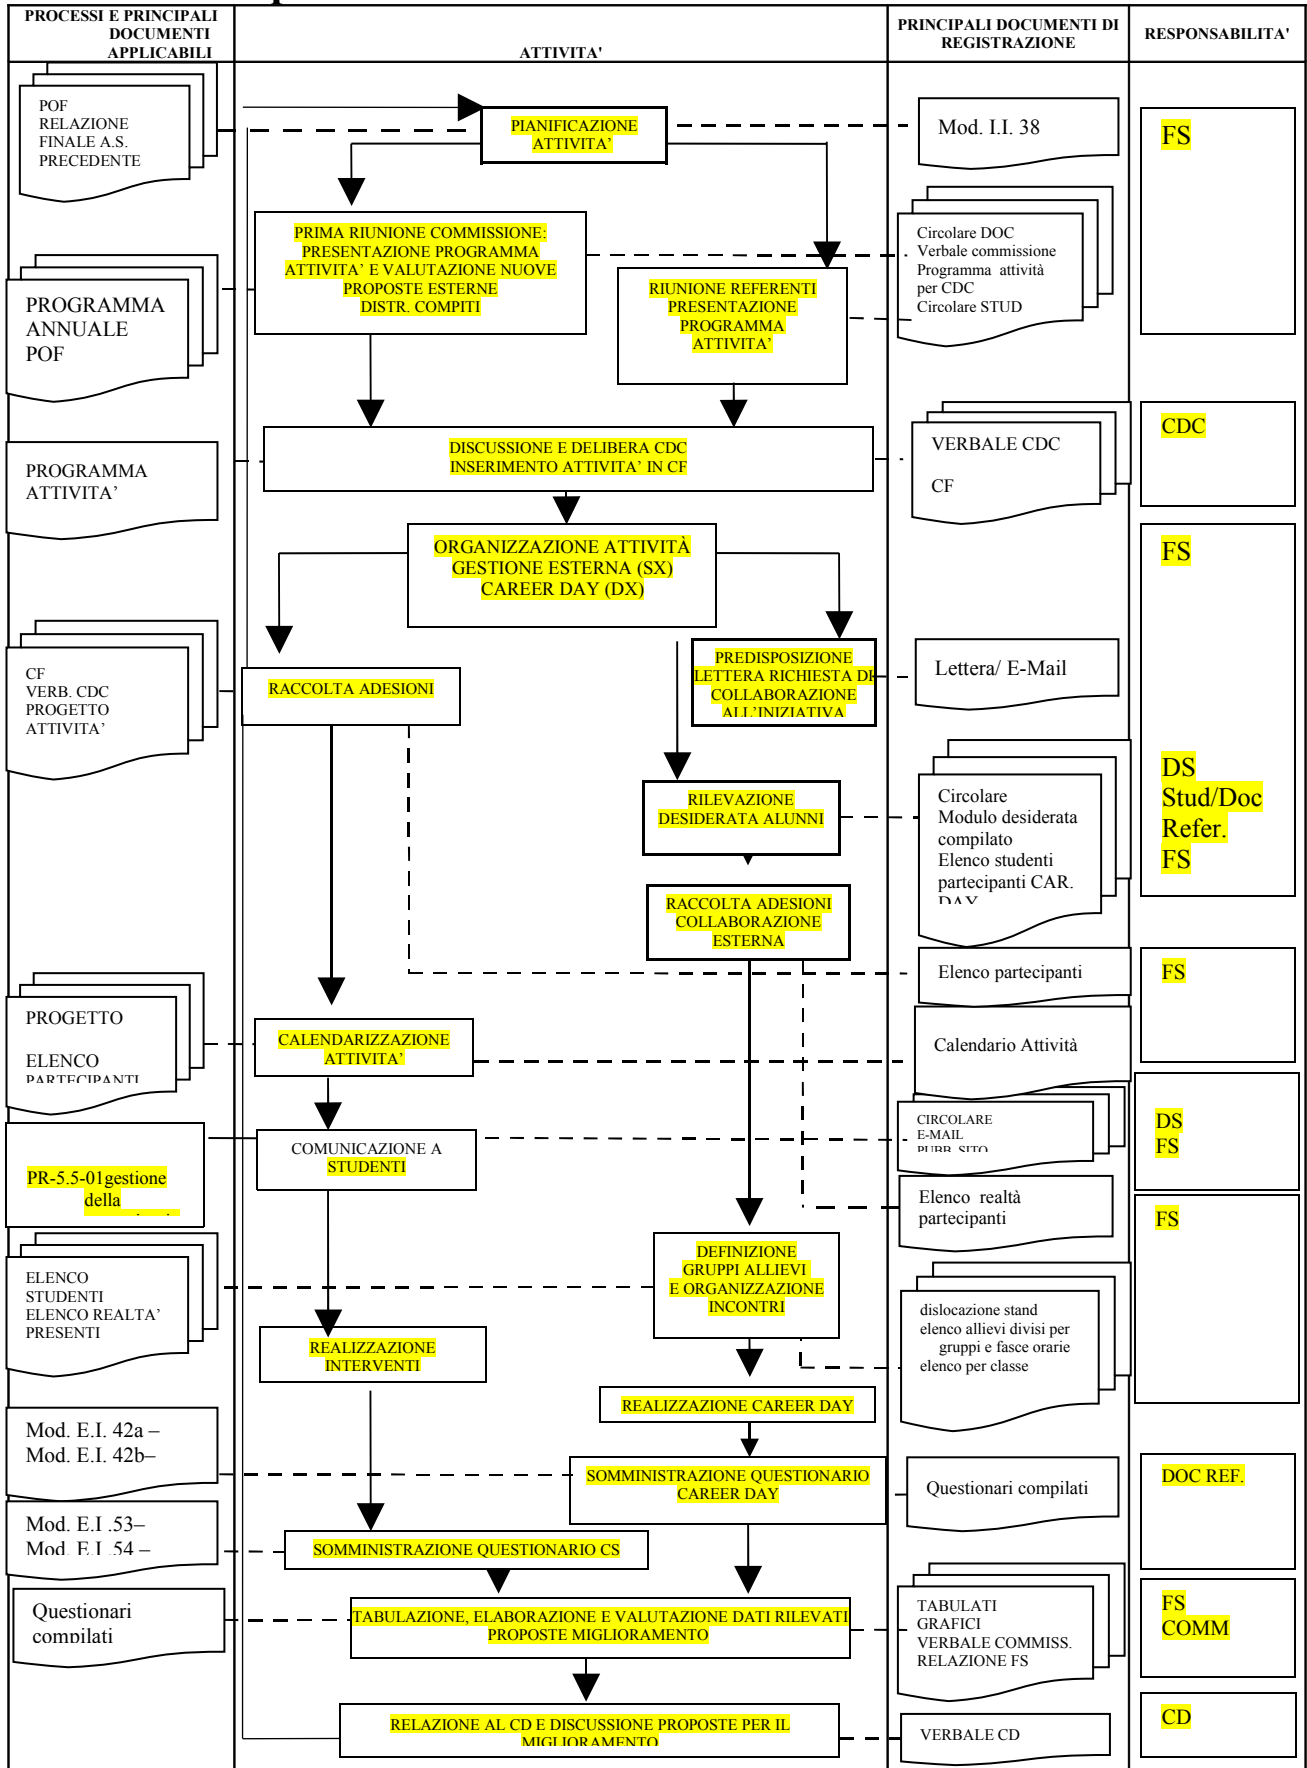 PROCESSI E PRINCIPALI
DOCUMENTI
APPLICABILI
ATTIVITA'
PRINCIPALI DOCUMENTI DI
REGISTRAZIONE
RESPONSABILITA'
POF
RELAZIONE
FINALE A.S.
PRECEDENTE
PIANIFICAZIONE
ATTIVITA’
Mod. I.I. 38
FS
PRIMA RIUNIONE COMMISSIONE:
PRESENTAZIONE PROGRAMMA
ATTIVITA’ E VALUTAZIONE NUOVE
PROPOSTE ESTERNE
DISTR. COMPITI
Circolare DOC
Verbale commissione
Programma attività
per CDC
Circolare STUD
PROGRAMMA
ANNUALE
POF
RIUNIONE REFERENTI
PRESENTAZIONE
PROGRAMMA
ATTIVITA’
PROGRAMMA
ATTIVITA’
DISCUSSIONE E DELIBERA CDC
INSERIMENTO ATTIVITA’ IN CF
VERBALE CDC
CF
CDC
ORGANIZZAZIONE ATTIVITÀ
GESTIONE ESTERNA (SX)
CAREER DAY (DX)
FS
CF
VERB. CDC
PROGETTO
ATTIVITA’
RACCOLTA ADESIONI
PREDISPOSIZIONE
LETTERA RICHIESTA DI
COLLABORAZIONE
ALL’INIZIATIVA
Lettera/ E-Mail
RILEVAZIONE
DESIDERATA ALUNNI
Circolare
Modulo desiderata
compilato
Elenco studenti
partecipanti CAR.
DAY
DS
Stud/Doc
Refer.
FS
RACCOLTA ADESIONI
COLLABORAZIONE
ESTERNA
Elenco partecipanti
FS
PROGETTO
ELENCO
PARTECIPANTI
CALENDARIZZAZIONE
ATTIVITA’
Calendario Attività
PR-5.5-01gestione
della
COMUNICAZIONE A
STUDENTI
CIRCOLARE
E-MAIL
PUBB. SITO
DS
FS
Elenco realtà
partecipanti
FS
ELENCO
STUDENTI
ELENCO REALTA’
PRESENTI
DEFINIZIONE
GRUPPI ALLIEVI
E ORGANIZZAZIONE
INCONTRI
dislocazione stand
elenco allievi divisi per
gruppi e fasce orarie
elenco per classe
REALIZZAZIONE
INTERVENTI
REALIZZAZIONE CAREER DAY
Mod. E.I. 42a –
Mod. E.I. 42b–
SOMMINISTRAZIONE QUESTIONARIO
CAREER DAY
Questionari compilati
DOC REF.
Mod. E.I .53–
Mod. E.I .54 –
SOMMINISTRAZIONE QUESTIONARIO CS
Questionari
compilati
TABULAZIONE, ELABORAZIONE E VALUTAZIONE DATI RILEVATI
PROPOSTE MIGLIORAMENTO
TABULATI
GRAFICI
VERBALE COMMISS.
RELAZIONE FS
FS
COMM
RELAZIONE AL CD E DISCUSSIONE PROPOSTE PER IL
MIGLIORAMENTO
VERBALE CD
CD